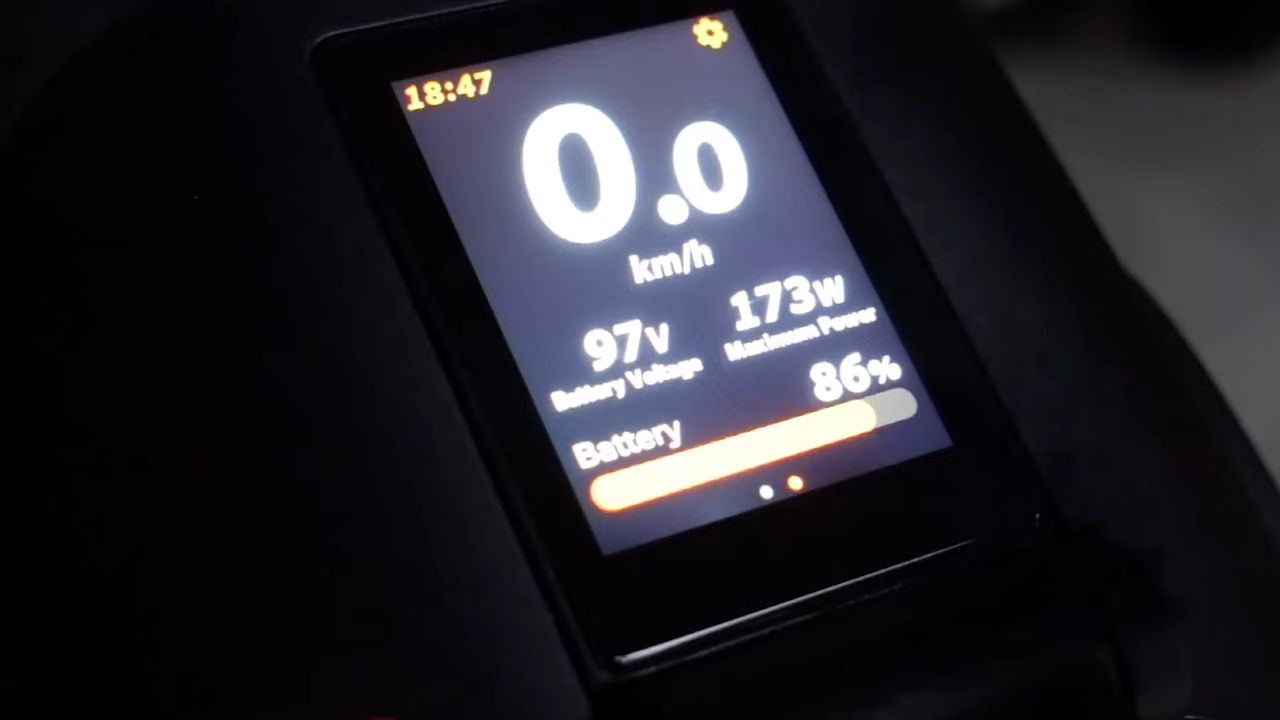 18:47
0.0
km/h
97V
Battery Voltage
173W
Maximum Power
86%
Battery